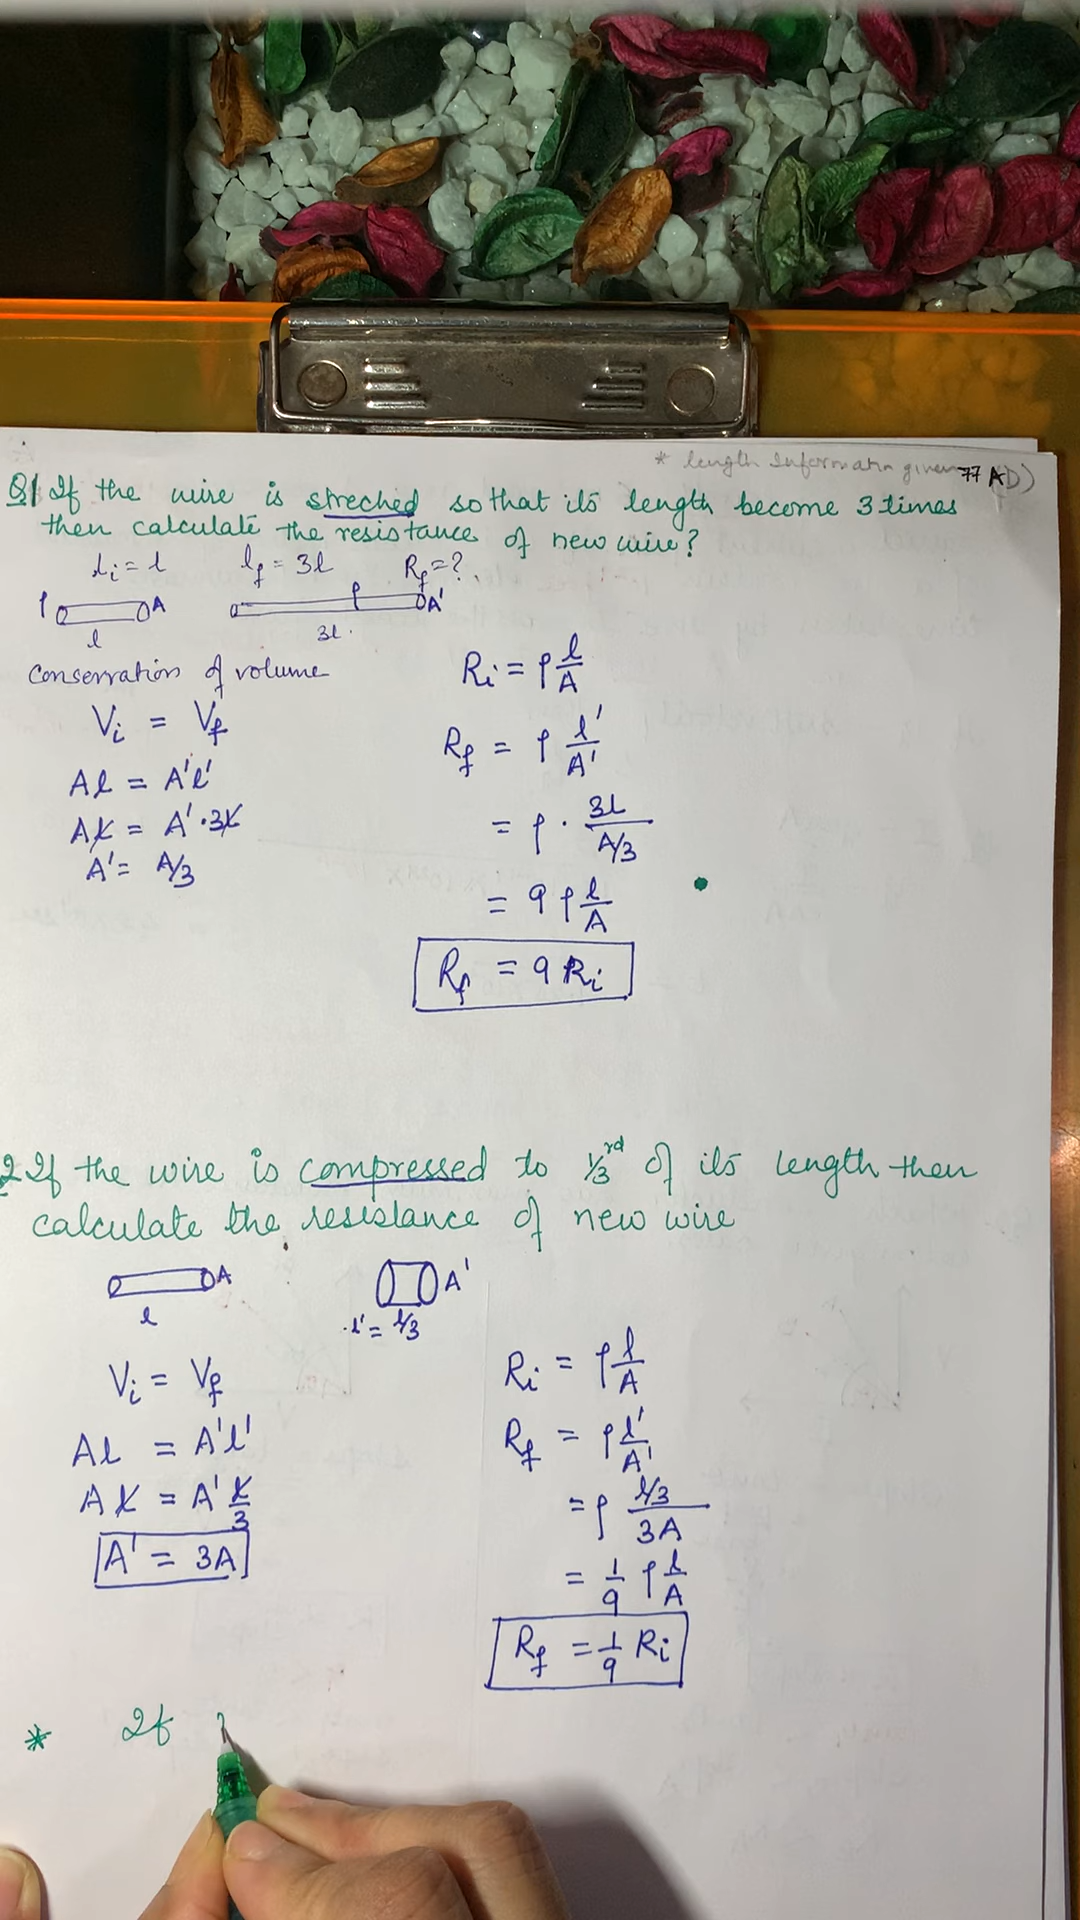 * length Informatn given 77 A (D)
Q1 If the wire is streched so that its length become 3 times
then calculate the resistance of new wire?
li = l lf = 3l Rf = ?
ρ A ρ A'
l 3l.
Conservation of volume
Vi = Vf
Al = A'l'
Al = A'·3l
A' = A/3
Ri = ρ l/A
Rf = ρ l'/A'
= ρ · 3l/(A/3)
= 9 ρ l/A
Rf = 9 Ri
2 If the wire is compressed to 1/3rd of its length then
calculate the resistance of new wire
A A'
l l' = l/3
Vi = Vf
Al = A'l'
Al = A' l/3
A' = 3A
Ri = ρ l/A
Rf = ρ l'/A'
= ρ (l/3)/3A
= 1/9 ρ l/A
Rf = 1/9 Ri
* If